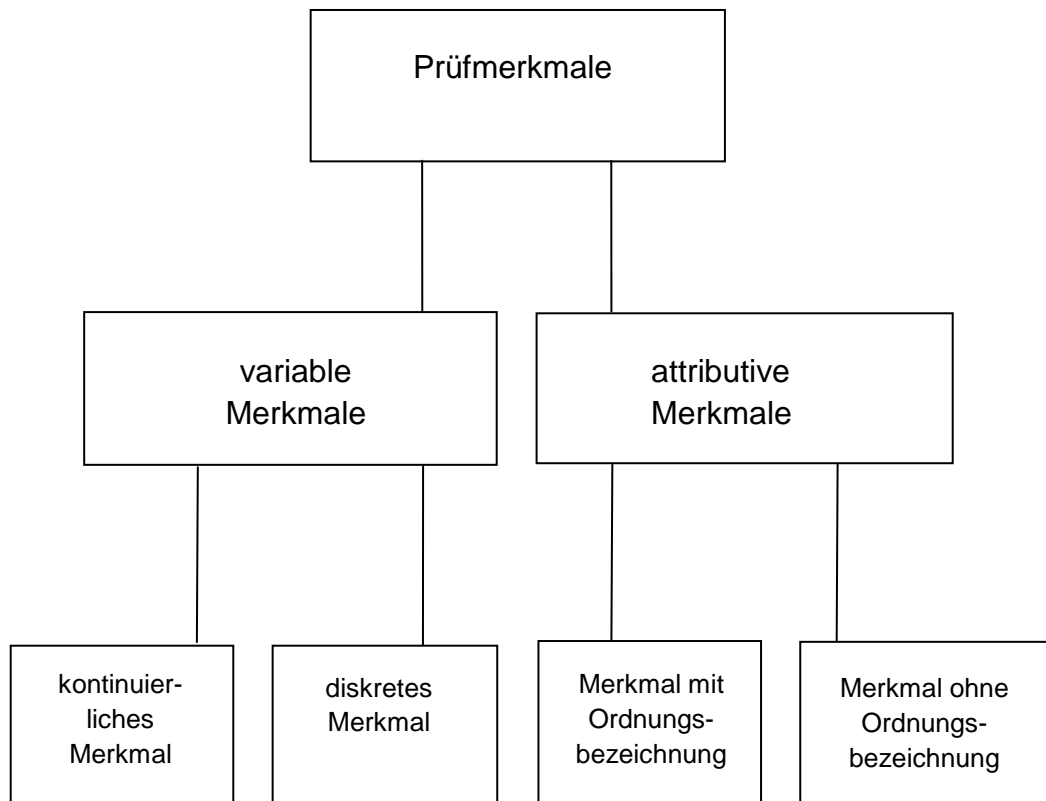 Prüfmerkmale
variable
Merkmale
attributive
Merkmale
kontinuier-
liches
Merkmal
diskretes
Merkmal
Merkmal mit
Ordnungs-
bezeichnung
Merkmal ohne
Ordnungs-
bezeichnung